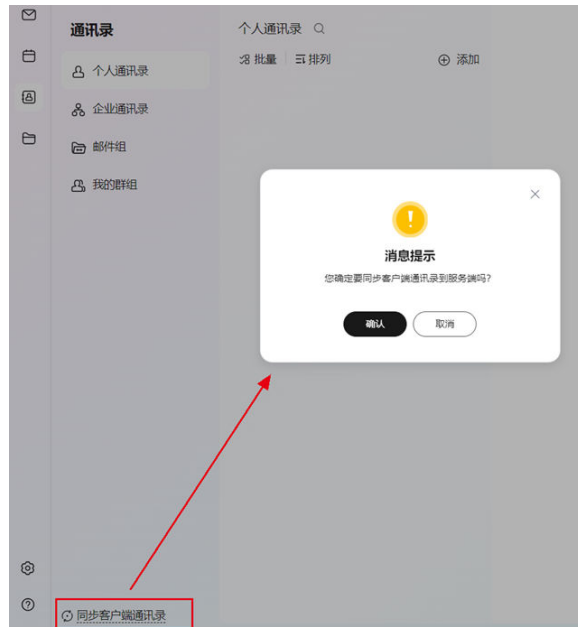 通讯录
个人通讯录
企业通讯录
邮件组
我的群组
同步客户端通讯录
个人通讯录
批量 排列 添加
消息提示
您确定要同步客户端通讯录到服务端吗?
确认 取消